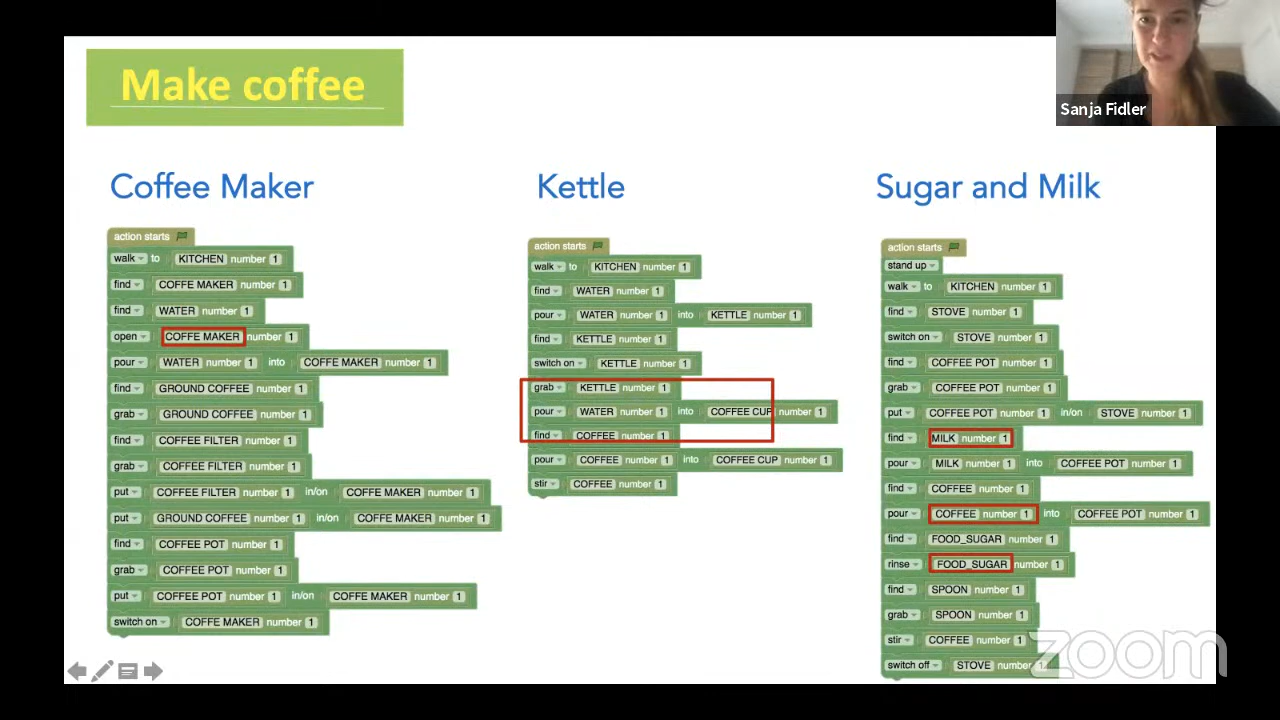 Make coffee
Sanja Fidler
Coffee Maker
action starts
walk to KITCHEN number 1
find COFFE MAKER number 1
find WATER number 1
open COFFE MAKER number 1
pour WATER number 1 into COFFE MAKER number 1
find GROUND COFFEE number 1
grab GROUND COFFEE number 1
find COFFEE FILTER number 1
grab COFFEE FILTER number 1
put COFFEE FILTER number 1 in/on COFFE MAKER number 1
put GROUND COFFEE number 1 in/on COFFE MAKER number 1
find COFFEE POT number 1
grab COFFEE POT number 1
put COFFEE POT number 1 in/on COFFE MAKER number 1
switch on COFFE MAKER number 1
Kettle
action starts
walk to KITCHEN number 1
find WATER number 1
pour WATER number 1 into KETTLE number 1
find KETTLE number 1
switch on KETTLE number 1
grab KETTLE number 1
pour WATER number 1 into COFFEE CUP number 1
find COFFEE number 1
pour COFFEE number 1 into COFFEE CUP number 1
stir COFFEE number 1
Sugar and Milk
action starts
stand up
walk to KITCHEN number 1
find STOVE number 1
switch on STOVE number 1
find COFFEE POT number 1
grab COFFEE POT number 1
put COFFEE POT number 1 in/on STOVE number 1
find MILK number 1
pour MILK number 1 into COFFEE POT number 1
find COFFEE number 1
pour COFFEE number 1 into COFFEE POT number 1
find FOOD_SUGAR number 1
rinse FOOD_SUGAR number 1
find SPOON number 1
grab SPOON number 1
stir COFFEE number 1
switch off STOVE number 1
zoom